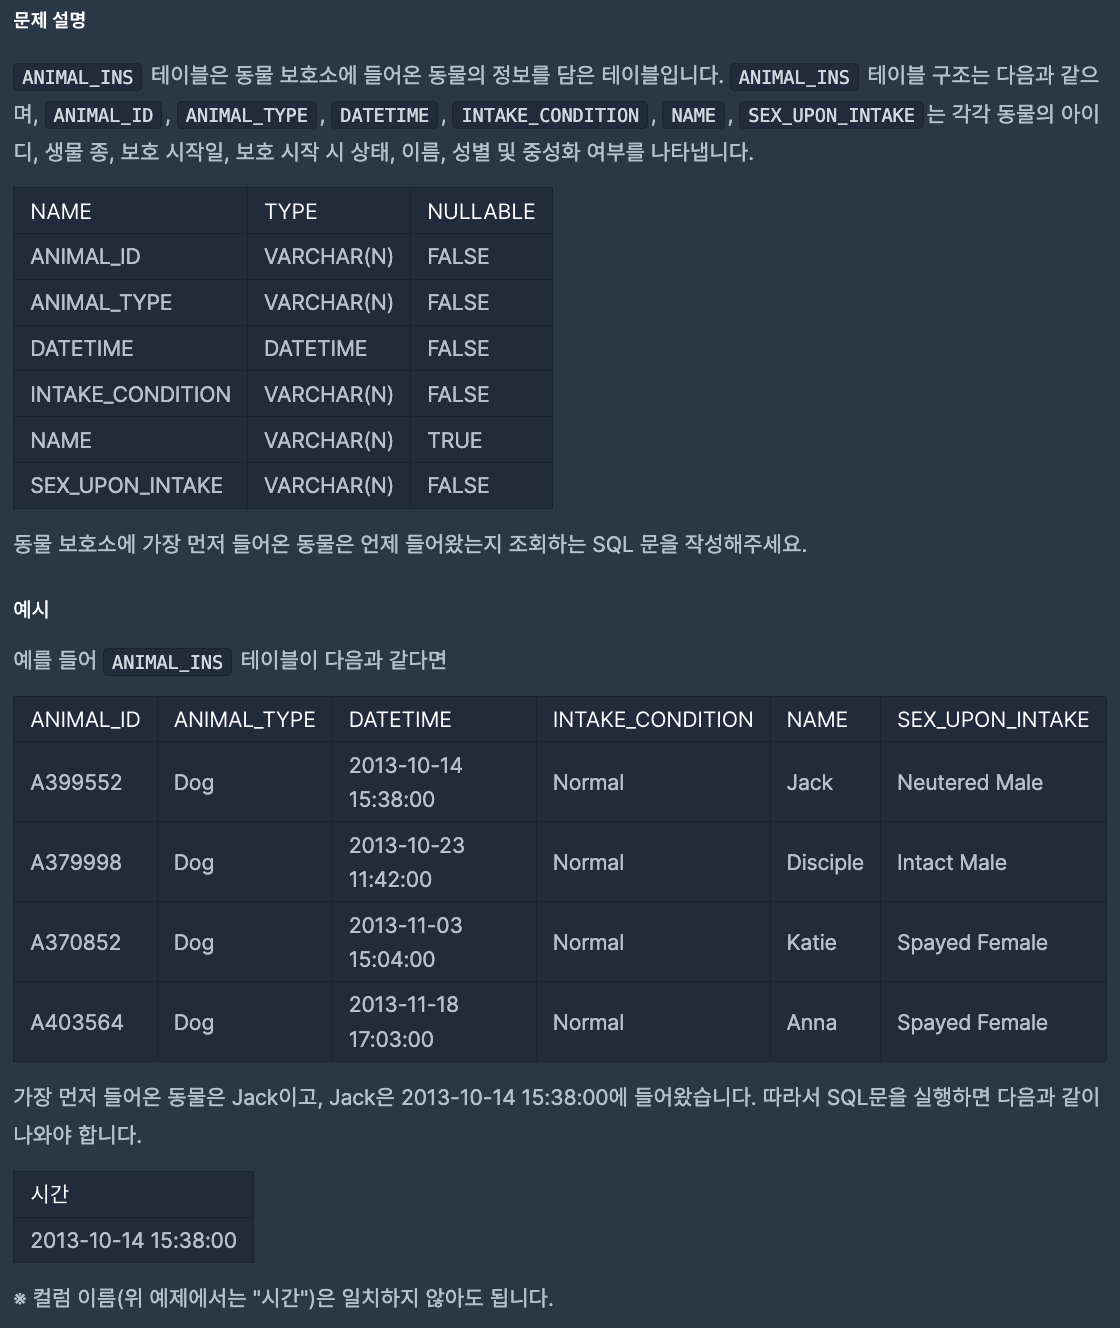 문제 설명
ANIMAL_INS 테이블은 동물 보호소에 들어온 동물의 정보를 담은 테이블입니다. ANIMAL_INS 테이블 구조는 다음과 같으
며, ANIMAL_ID , ANIMAL_TYPE , DATETIME , INTAKE_CONDITION , NAME , SEX_UPON_INTAKE 는 각각 동물의 아이
디, 생물 종, 보호 시작일, 보호 시작 시 상태, 이름, 성별 및 중성화 여부를 나타냅니다.
NAME TYPE NULLABLE
ANIMAL_ID VARCHAR(N) FALSE
ANIMAL_TYPE VARCHAR(N) FALSE
DATETIME DATETIME FALSE
INTAKE_CONDITION VARCHAR(N) FALSE
NAME VARCHAR(N) TRUE
SEX_UPON_INTAKE VARCHAR(N) FALSE
동물 보호소에 가장 먼저 들어온 동물은 언제 들어왔는지 조회하는 SQL 문을 작성해주세요.
예시
예를 들어 ANIMAL_INS 테이블이 다음과 같다면
ANIMAL_ID ANIMAL_TYPE DATETIME INTAKE_CONDITION NAME SEX_UPON_INTAKE
A399552 Dog 2013-10-14 15:38:00 Normal Jack Neutered Male
A379998 Dog 2013-10-23 11:42:00 Normal Disciple Intact Male
A370852 Dog 2013-11-03 15:04:00 Normal Katie Spayed Female
A403564 Dog 2013-11-18 17:03:00 Normal Anna Spayed Female
가장 먼저 들어온 동물은 Jack이고, Jack은 2013-10-14 15:38:00에 들어왔습니다. 따라서 SQL문을 실행하면 다음과 같이
나와야 합니다.
시간
2013-10-14 15:38:00
※ 컬럼 이름(위 예제에서는 "시간")은 일치하지 않아도 됩니다.